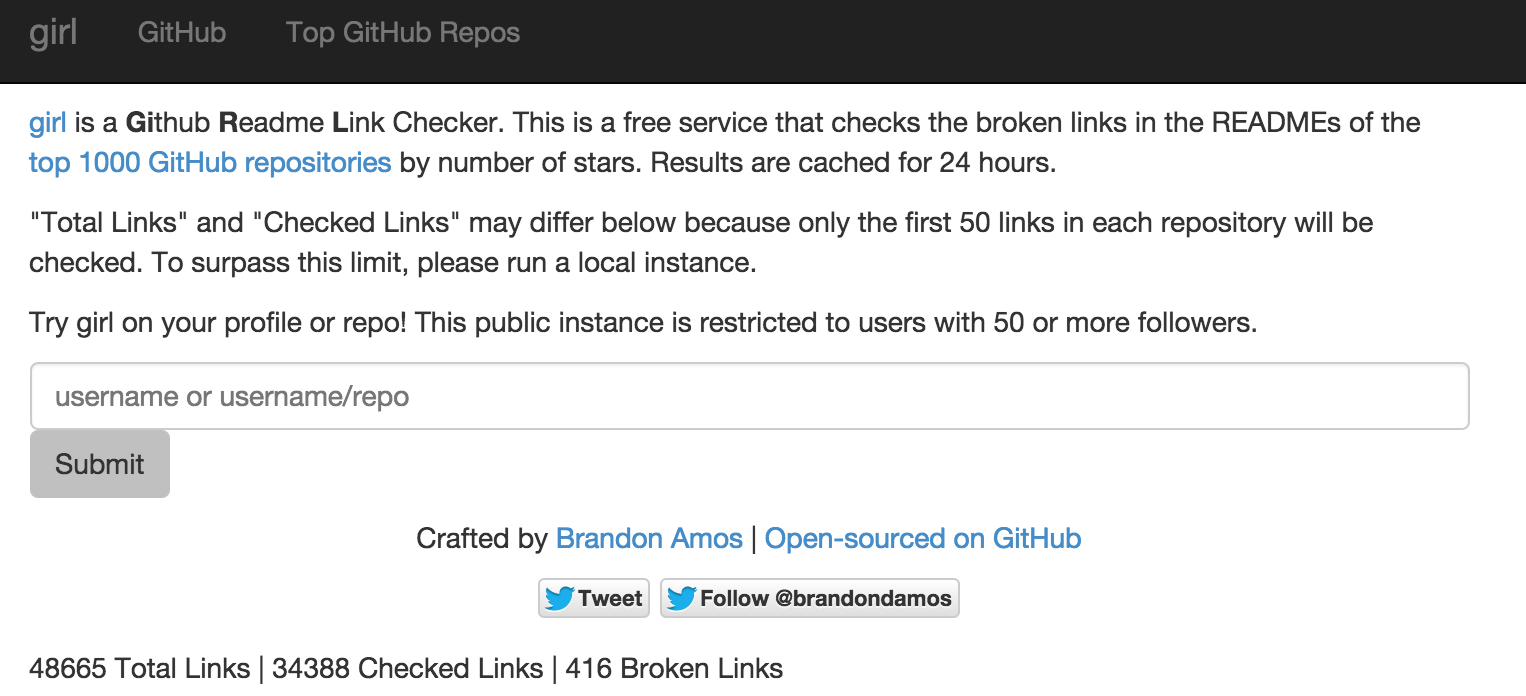 girl GitHub Top GitHub Repos
girl is a Github Readme Link Checker. This is a free service that checks the broken links in the READMEs of the
top 1000 GitHub repositories by number of stars. Results are cached for 24 hours.
"Total Links" and "Checked Links" may differ below because only the first 50 links in each repository will be
checked. To surpass this limit, please run a local instance.
Try girl on your profile or repo! This public instance is restricted to users with 50 or more followers.
username or username/repo
Submit
Crafted by Brandon Amos | Open-sourced on GitHub
Tweet Follow @brandondamos
48665 Total Links | 34388 Checked Links | 416 Broken Links